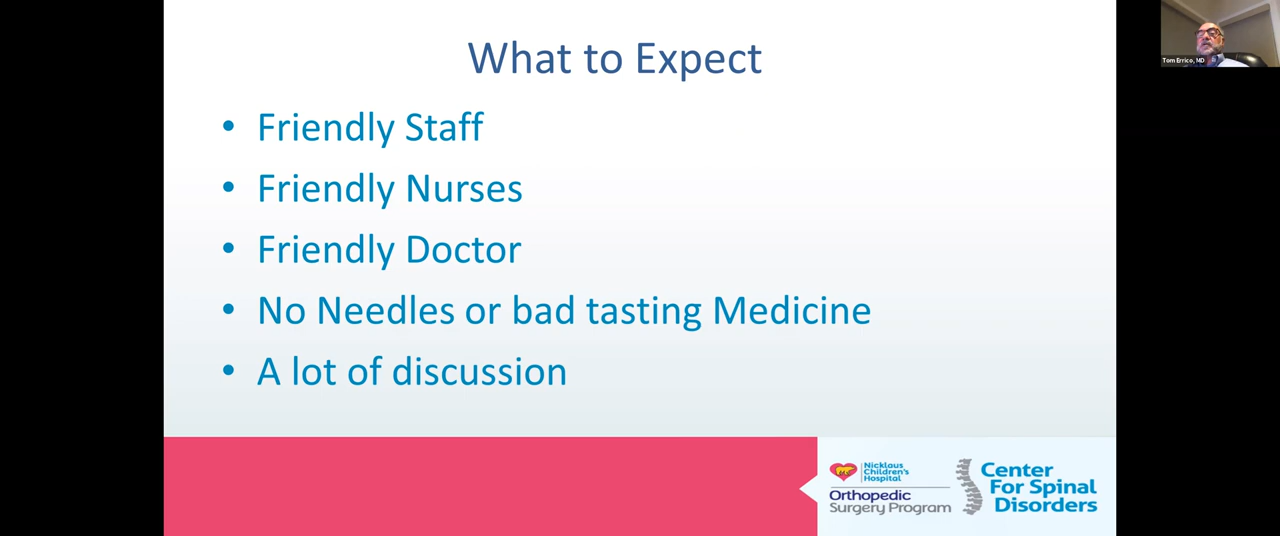 What to Expect
• Friendly Staff
• Friendly Nurses
• Friendly Doctor
• No Needles or bad tasting Medicine
• A lot of discussion
Tom Errico, MD
Nicklaus
Children's
Hospital
Orthopedic
Surgery Program
Center
For Spinal
Disorders